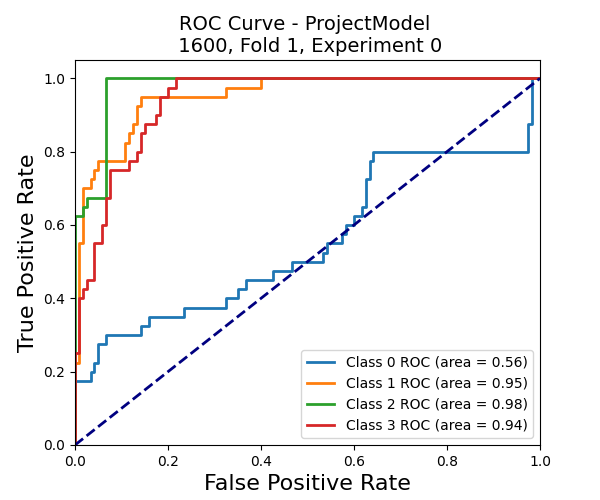 ROC Curve - ProjectModel
1600, Fold 1, Experiment 0
True Positive Rate
1.0
0.8
0.6
0.4
0.2
0.0
Class 0 ROC (area = 0.56)
Class 1 ROC (area = 0.95)
Class 2 ROC (area = 0.98)
Class 3 ROC (area = 0.94)
0.0 0.2 0.4 0.6 0.8 1.0
False Positive Rate